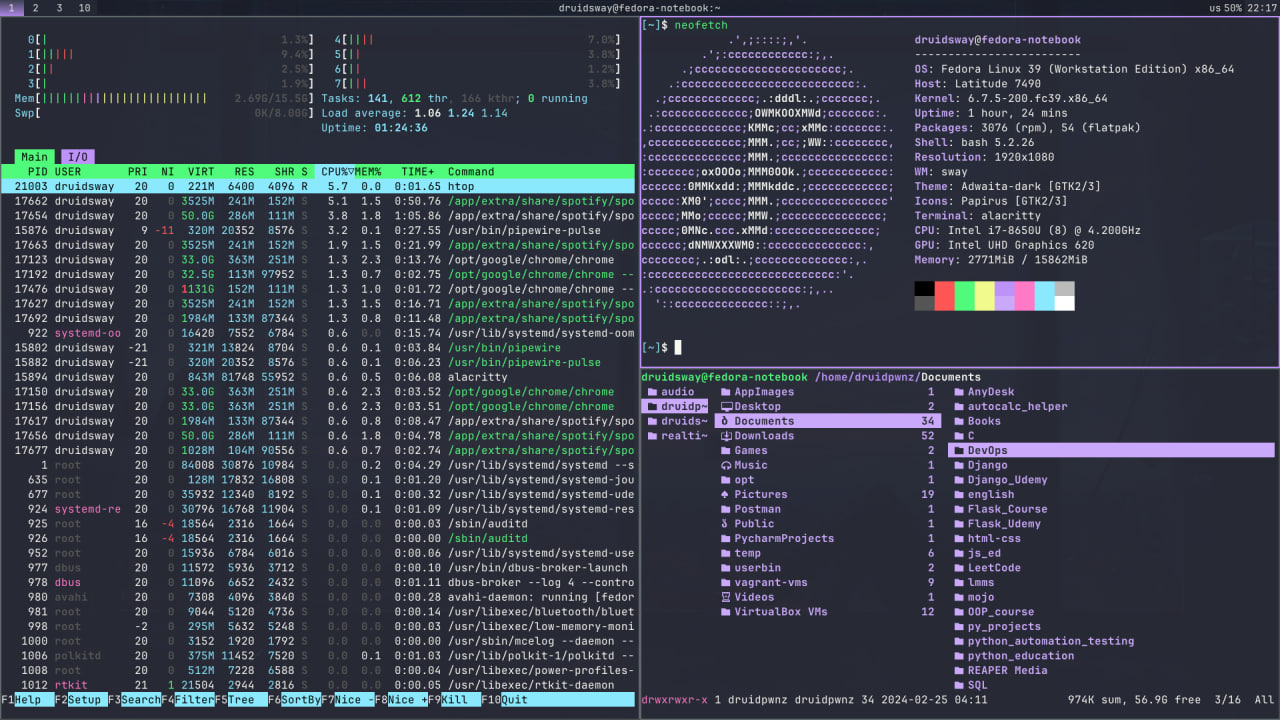 1 2 3 10
druidsway@fedora-notebook:~
us 50% 22:17
0[| 1.3%] 4[|||| 7.0%]
1[||||| 9.4%] 5[||| 3.8%]
2[|| 2.5%] 6[|| 1.2%]
3[| 1.9%] 7[||| 3.8%]
Mem[|||||||||||||||||||||||||| 2.69G/15.5G] Tasks: 141, 612 thr, 166 kthr; 0 running
Swp[ 0K/8.00G] Load average: 1.06 1.24 1.14
Uptime: 01:24:36
Main I/O
PID USER PRI NI VIRT RES SHR S CPU%▽MEM% TIME+ Command
21003 druidsway 20 0 221M 6400 4096 R 5.7 0.0 0:01.65 htop
17662 druidsway 20 0 3525M 241M 152M S 5.1 1.5 0:50.76 /app/extra/share/spotify/spo
17654 druidsway 20 0 50.0G 286M 111M S 3.8 1.8 1:05.86 /app/extra/share/spotify/spo
15876 druidsway 9 -11 320M 20352 8576 S 3.2 0.1 0:27.55 /usr/bin/pipewire-pulse
17663 druidsway 20 0 3525M 241M 152M S 1.9 1.5 0:21.99 /app/extra/share/spotify/spo
17123 druidsway 20 0 33.0G 363M 251M S 1.3 2.3 0:13.76 /opt/google/chrome/chrome
17192 druidsway 20 0 32.5G 113M 97952 S 1.3 0.7 0:02.75 /opt/google/chrome/chrome --
17476 druidsway 20 0 1131G 152M 111M S 1.3 1.0 0:01.72 /opt/google/chrome/chrome --
17627 druidsway 20 0 3525M 241M 152M S 1.3 1.5 0:16.71 /app/extra/share/spotify/spo
17692 druidsway 20 0 1984M 133M 87344 S 1.3 0.8 0:11.48 /app/extra/share/spotify/spo
922 systemd-oo 20 0 16420 7552 6784 S 0.6 0.0 0:15.74 /usr/lib/systemd/systemd-oom
15802 druidsway -21 0 321M 13824 8704 S 0.6 0.1 0:03.84 /usr/bin/pipewire
15882 druidsway -21 0 320M 20352 8576 S 0.6 0.1 0:06.23 /usr/bin/pipewire-pulse
15894 druidsway 20 0 843M 81748 55952 S 0.6 0.5 0:06.08 alacritty
17150 druidsway 20 0 33.0G 363M 251M S 0.6 2.3 0:03.52 /opt/google/chrome/chrome
17156 druidsway 20 0 33.0G 363M 251M S 0.6 2.3 0:03.51 /opt/google/chrome/chrome
17617 druidsway 20 0 1984M 133M 87344 S 0.6 0.8 0:08.47 /app/extra/share/spotify/spo
17656 druidsway 20 0 50.0G 286M 111M S 0.6 1.8 0:04.78 /app/extra/share/spotify/spo
17677 druidsway 20 0 1028M 104M 90556 S 0.6 0.7 0:02.74 /app/extra/share/spotify/spo
1 root 20 0 84008 30876 10984 S 0.0 0.2 0:04.29 /usr/lib/systemd/systemd --s
635 root 20 0 128M 17832 16808 S 0.0 0.1 0:01.20 /usr/lib/systemd/systemd-jou
677 root 20 0 35932 12340 8192 S 0.0 0.1 0:00.32 /usr/lib/systemd/systemd-ude
924 systemd-re 20 0 30796 16768 11904 S 0.0 0.1 0:01.09 /usr/lib/systemd/systemd-res
925 root 16 -4 18564 2316 1664 S 0.0 0.0 0:00.03 /sbin/auditd
926 root 16 -4 18564 2316 1664 S 0.0 0.0 0:00.00 /sbin/auditd
952 root 20 0 15936 6784 6016 S 0.0 0.0 0:00.06 /usr/lib/systemd/systemd-use
977 dbus 20 0 11572 5936 3712 S 0.0 0.0 0:00.10 /usr/bin/dbus-broker-launch
978 dbus 20 0 11096 6652 2432 S 0.0 0.0 0:01.11 dbus-broker --log 4 --contro
980 avahi 20 0 7308 4096 3840 S 0.0 0.0 0:00.28 avahi-daemon: running [fedor
981 root 20 0 9044 5120 4736 S 0.0 0.0 0:00.14 /usr/libexec/bluetooth/bluet
998 root -2 0 295M 5632 5248 S 0.0 0.0 0:00.03 /usr/libexec/low-memory-moni
1000 root 20 0 3152 1920 1792 S 0.0 0.0 0:00.00 /usr/sbin/mcelog --daemon --
1006 polkitd 20 0 375M 11452 7520 S 0.0 0.1 0:01.03 /usr/lib/polkit-1/polkitd --
1008 root 20 0 512M 7228 6588 S 0.0 0.0 0:00.06 /usr/libexec/power-profiles-
1012 rtkit 21 1 21504 2944 2816 S 0.0 0.0 0:00.05 /usr/libexec/rtkit-daemon
F1Help F2Setup F3Search F4Filter F5Tree F6SortBy F7Nice - F8Nice + F9Kill F10Quit
[~]$ neofetch
druidsway@fedora-notebook
-------------------------
OS: Fedora Linux 39 (Workstation Edition) x86_64
Host: Latitude 7490
Kernel: 6.7.5-200.fc39.x86_64
Uptime: 1 hour, 24 mins
Packages: 3076 (rpm), 54 (flatpak)
Shell: bash 5.2.26
Resolution: 1920x1080
WM: sway
Theme: Adwaita-dark [GTK2/3]
Icons: Papirus [GTK2/3]
Terminal: alacritty
CPU: Intel i7-8650U (8) @ 4.200GHz
GPU: Intel UHD Graphics 620
Memory: 2771MiB / 15862MiB
[~]$
druidsway@fedora-notebook /home/druidpwnz/Documents
audio AppImages 1 AnyDesk
druidp~ Desktop 2 autocalc_helper
druids~ Documents 34 Books
realti~ Downloads 52 C
Games 2 DevOps
Music 1 Django
opt 1 Django_Udemy
Pictures 19 english
Postman 1 Flask_Course
Public 1 Flask_Udemy
PycharmProjects 1 html-css
temp 6 js_ed
userbin 2 LeetCode
vagrant-vms 9 lmms
Videos 1 mojo
VirtualBox VMs 12 OOP_course
py_projects
python_automation_testing
python_education
REAPER Media
SQL
drwxrwxr-x 1 druidpwnz druidpwnz 34 2024-02-25 04:11 974K sum, 56.9G free 3/16 All